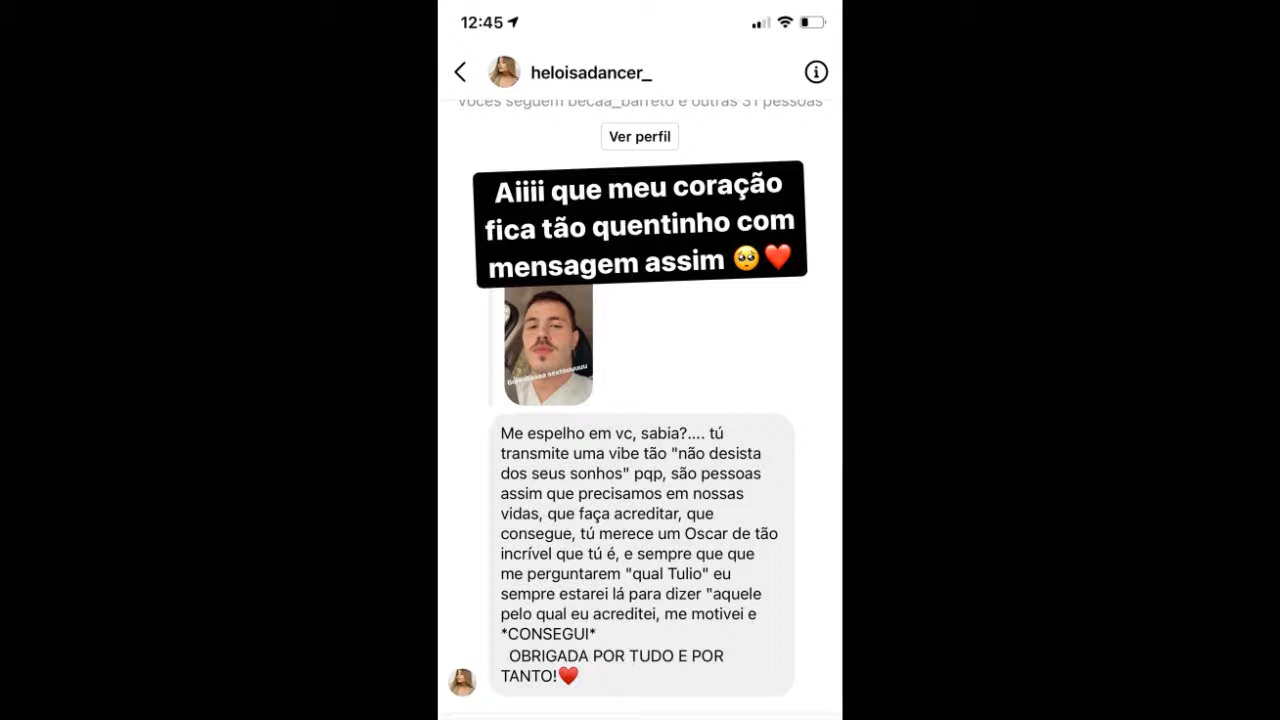 12:45
heloisadancer_
vocês seguem becaa_barreto e outras 31 pessoas
Ver perfil
Aiiii que meu coração
fica tão quentinho com
mensagem assim 🥺❤️
Me espelho em vc, sabia?.... tú
transmite uma vibe tão "não desista
dos seus sonhos" pqp, são pessoas
assim que precisamos em nossas
vidas, que faça acreditar, que
consegue, tú merece um Oscar de tão
incrível que tú é, e sempre que que
me perguntarem "qual Tulio" eu
sempre estarei lá para dizer "aquele
pelo qual eu acreditei, me motivei e
*CONSEGUI*
OBRIGADA POR TUDO E POR
TANTO!❤️